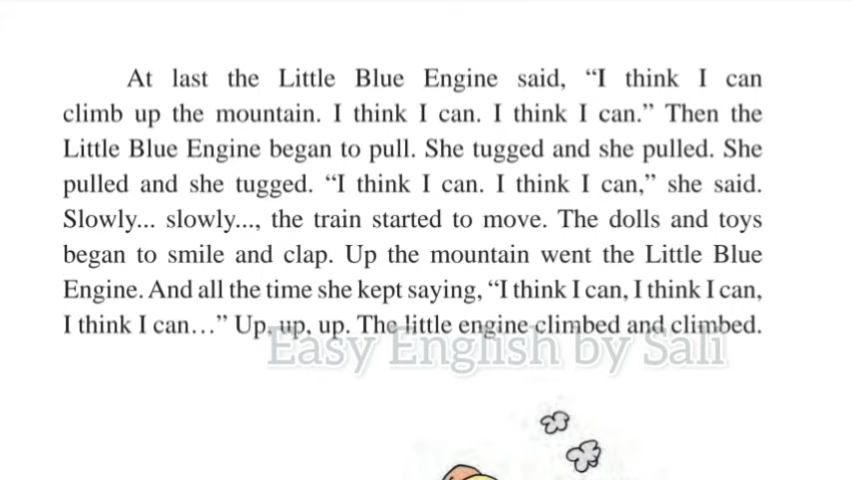 At last the Little Blue Engine said, “I think I can
climb up the mountain. I think I can. I think I can.” Then the
Little Blue Engine began to pull. She tugged and she pulled. She
pulled and she tugged. “I think I can. I think I can,” she said.
Slowly... slowly..., the train started to move. The dolls and toys
began to smile and clap. Up the mountain went the Little Blue
Engine. And all the time she kept saying, “I think I can, I think I can,
I think I can…” Up, up, up. The little engine climbed and climbed.
Easy English by Sali